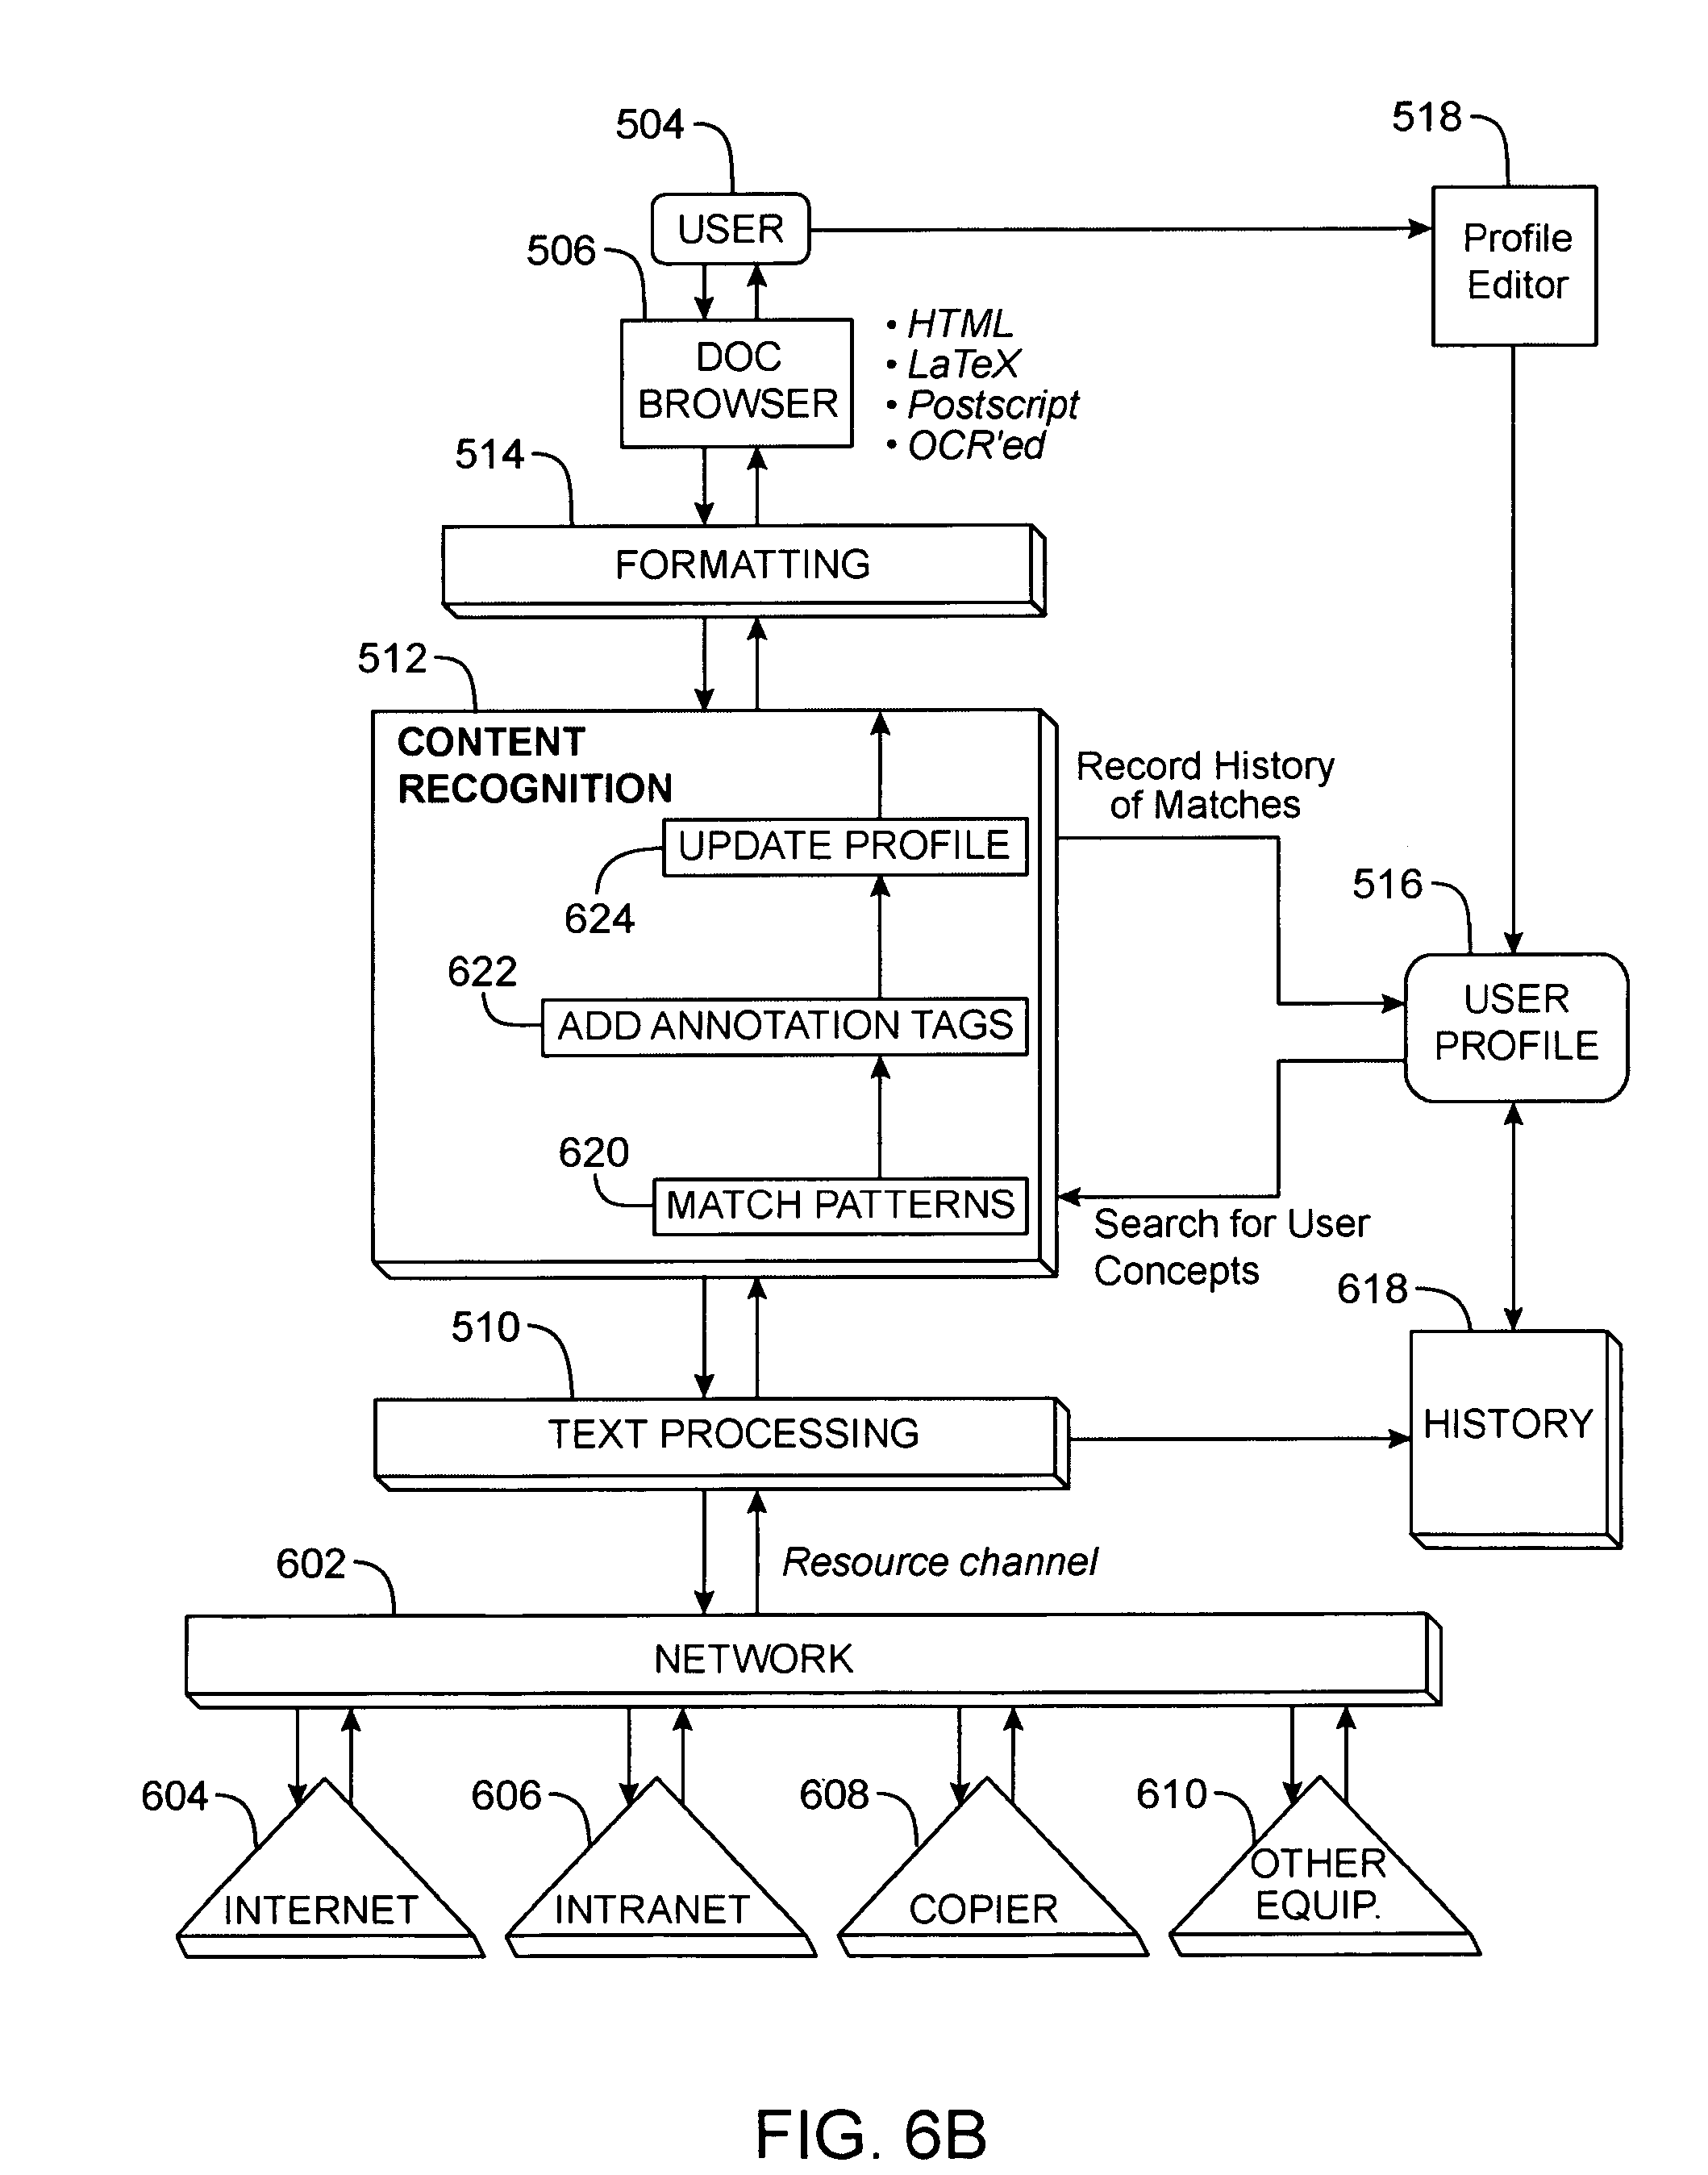 504
518
USER
506
Profile
Editor
DOC
BROWSER
• HTML
• LaTeX
• Postscript
• OCR'ed
514
FORMATTING
512
CONTENT
RECOGNITION
Record History
of Matches
UPDATE PROFILE
624
516
622
USER
PROFILE
ADD ANNOTATION TAGS
620
MATCH PATTERNS
Search for User
Concepts
618
510
TEXT PROCESSING
HISTORY
602
Resource channel
NETWORK
604
606
608
610
INTERNET
INTRANET
COPIER
OTHER
EQUIP.
FIG. 6B